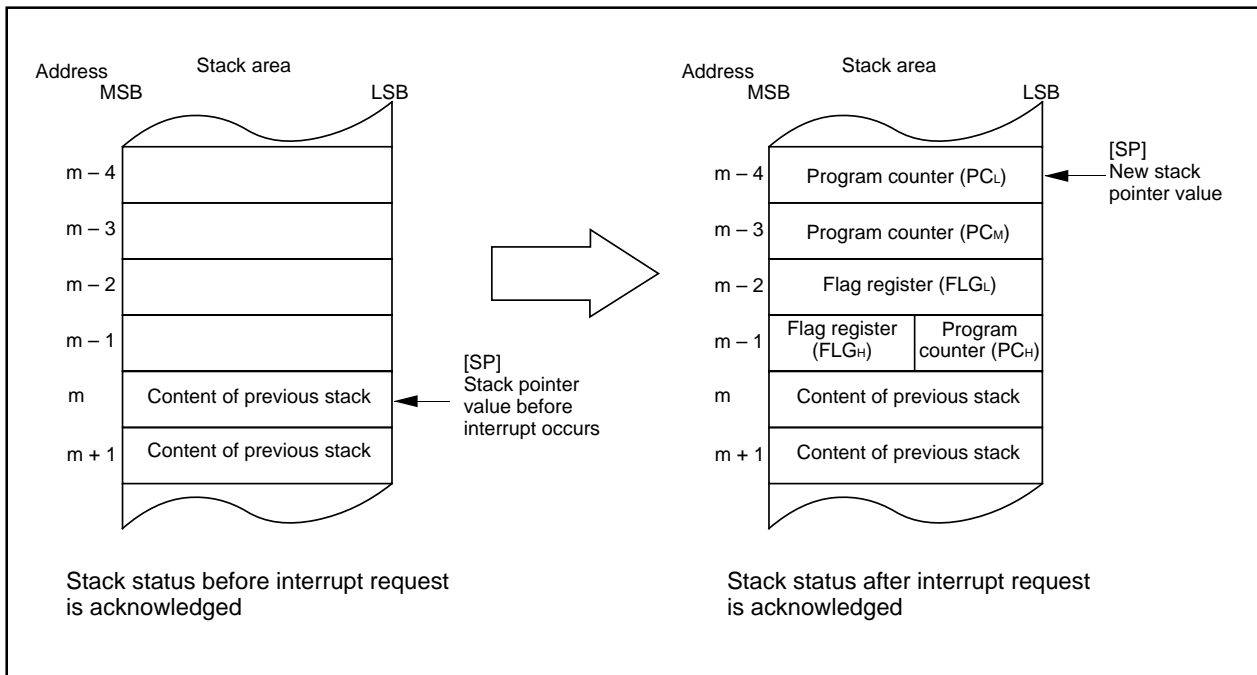 Address
Stack area
MSB
LSB
m – 4
m – 3
m – 2
m – 1
m
Content of previous stack
m + 1
Content of previous stack
[SP]
Stack pointer
value before
interrupt occurs
Stack status before interrupt request
is acknowledged
Address
Stack area
MSB
LSB
m – 4
Program counter (PCL)
[SP]
New stack
pointer value
m – 3
Program counter (PCM)
m – 2
Flag register (FLGL)
m – 1
Flag register
(FLGH)
Program
counter (PCH)
m
Content of previous stack
m + 1
Content of previous stack
Stack status after interrupt request
is acknowledged